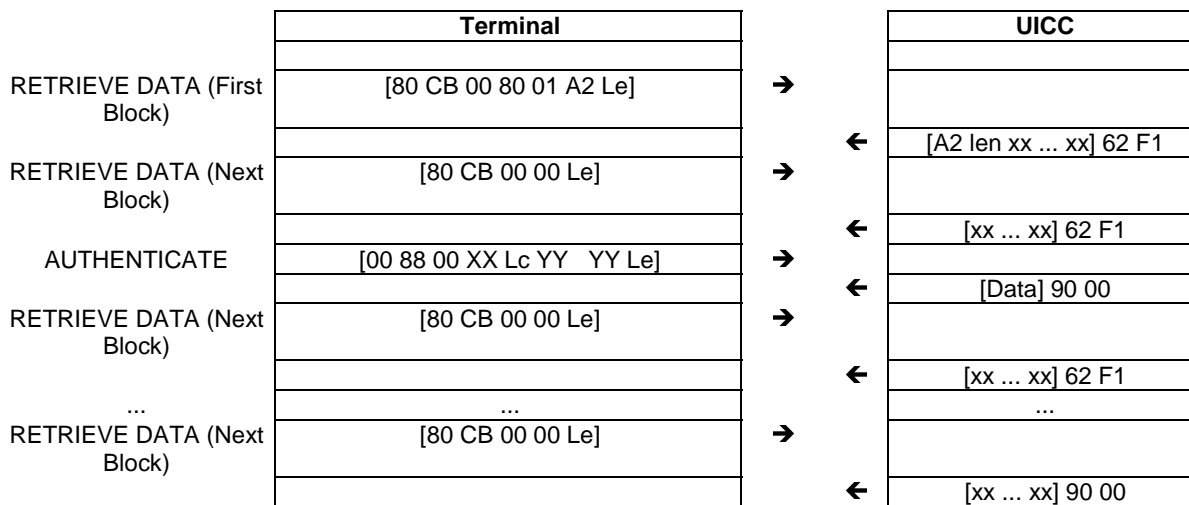 Terminal UICC
RETRIEVE DATA (First Block) [80 CB 00 80 01 A2 Le] →
← [A2 len xx ... xx] 62 F1
RETRIEVE DATA (Next Block) [80 CB 00 00 Le] →
← [xx ... xx] 62 F1
AUTHENTICATE [00 88 00 XX Lc YY YY Le] →
← [Data] 90 00
RETRIEVE DATA (Next Block) [80 CB 00 00 Le] →
← [xx ... xx] 62 F1
... ... ...
RETRIEVE DATA (Next Block) [80 CB 00 00 Le] →
← [xx ... xx] 90 00